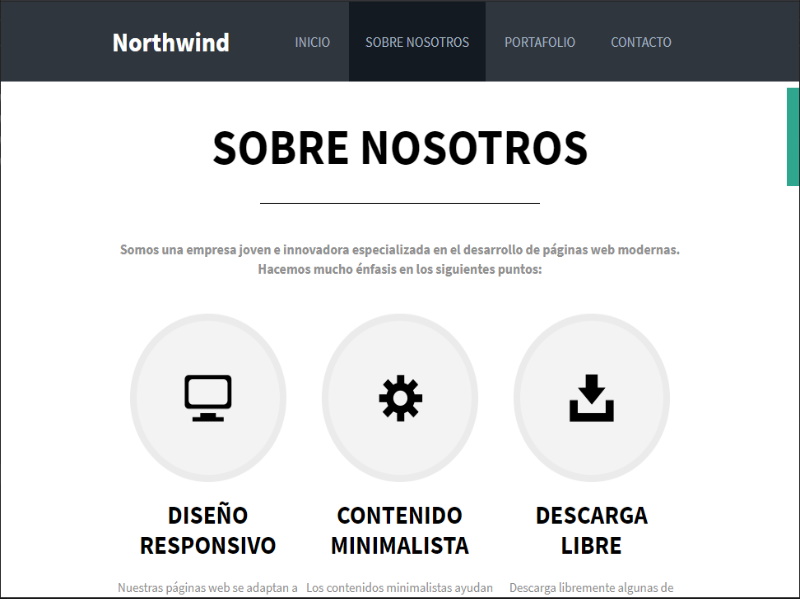 Northwind INICIO SOBRE NOSOTROS PORTAFOLIO CONTACTO
SOBRE NOSOTROS
Somos una empresa joven e innovadora especializada en el desarrollo de páginas web modernas.
Hacemos mucho énfasis en los siguientes puntos:
DISEÑO
RESPONSIVO
CONTENIDO
MINIMALISTA
DESCARGA
LIBRE
Nuestras páginas web se adaptan a
Los contenidos minimalistas ayudan
Descarga libremente algunas de